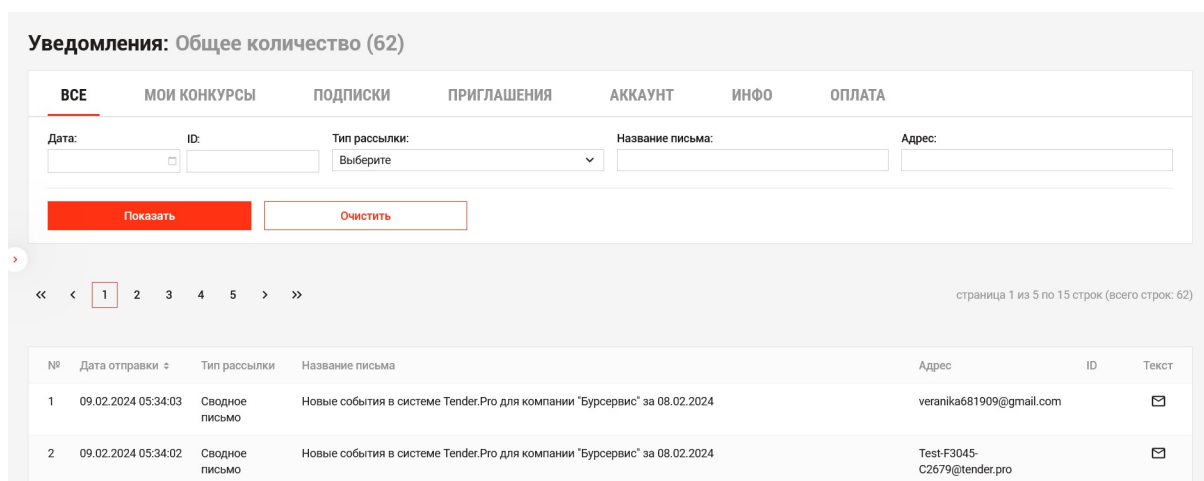 Уведомления: Общее количество (62)
ВСЕ МОИ КОНКУРСЫ ПОДПИСКИ ПРИГЛАШЕНИЯ АККАУНТ ИНФО ОПЛАТА
Дата: ID: Тип рассылки: Название письма: Адрес:
Выберите
Показать Очистить
« ‹ 1 2 3 4 5 › »
страница 1 из 5 по 15 строк (всего строк: 62)
№ Дата отправки Тип рассылки Название письма Адрес ID Текст
1 09.02.2024 05:34:03 Сводное Новые события в системе Tender.Pro для компании "Бурсервис" за 08.02.2024 veranika681909@gmail.com
письмо
2 09.02.2024 05:34:02 Сводное Новые события в системе Tender.Pro для компании "Бурсервис" за 08.02.2024 Test-F3045-
письмо C2679@tender.pro